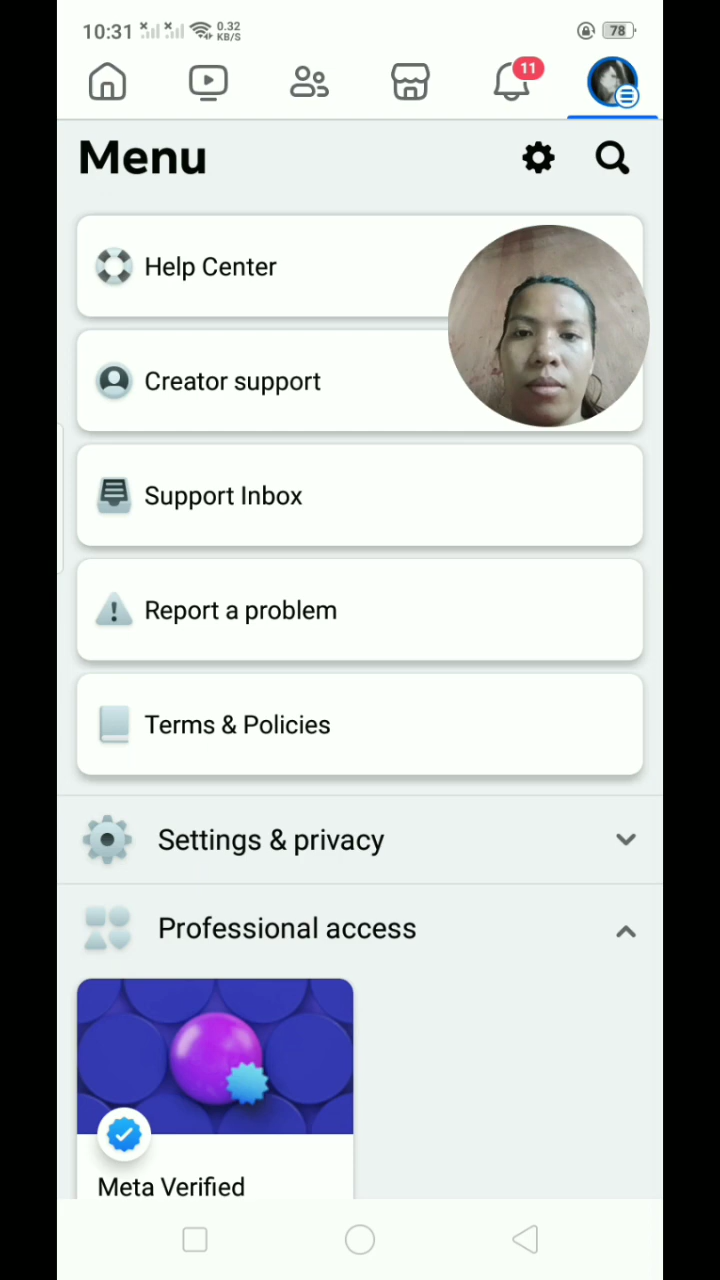 10:31 0.32 KB/S 78
11
Menu
Help Center
Creator support
Support Inbox
Report a problem
Terms & Policies
Settings & privacy
Professional access
Meta Verified